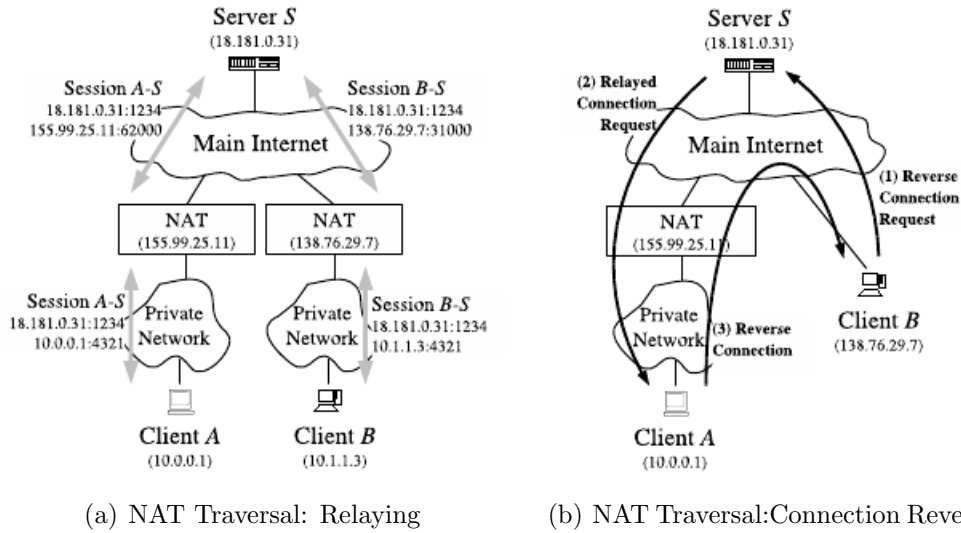 Server S
(18.181.0.31)
Session A-S
18.181.0.31:1234
155.99.25.11:62000
Session B-S
18.181.0.31:1234
138.76.29.7:31000
Main Internet
NAT
(155.99.25.11)
NAT
(138.76.29.7)
Session A-S
18.181.0.31:1234
10.0.0.1:4321
Private
Network
Private
Network
Session B-S
18.181.0.31:1234
10.1.1.3:4321
Client A
(10.0.0.1)
Client B
(10.1.1.3)
(a) NAT Traversal: Relaying
Server S
(18.181.0.31)
(2) Relayed
Connection
Request
Main Internet
(1) Reverse
Connection
Request
NAT
(155.99.25.11)
Private
Network
(3) Reverse
Connection
Client B
(138.76.29.7)
Client A
(10.0.0.1)
(b) NAT Traversal:Connection Reve